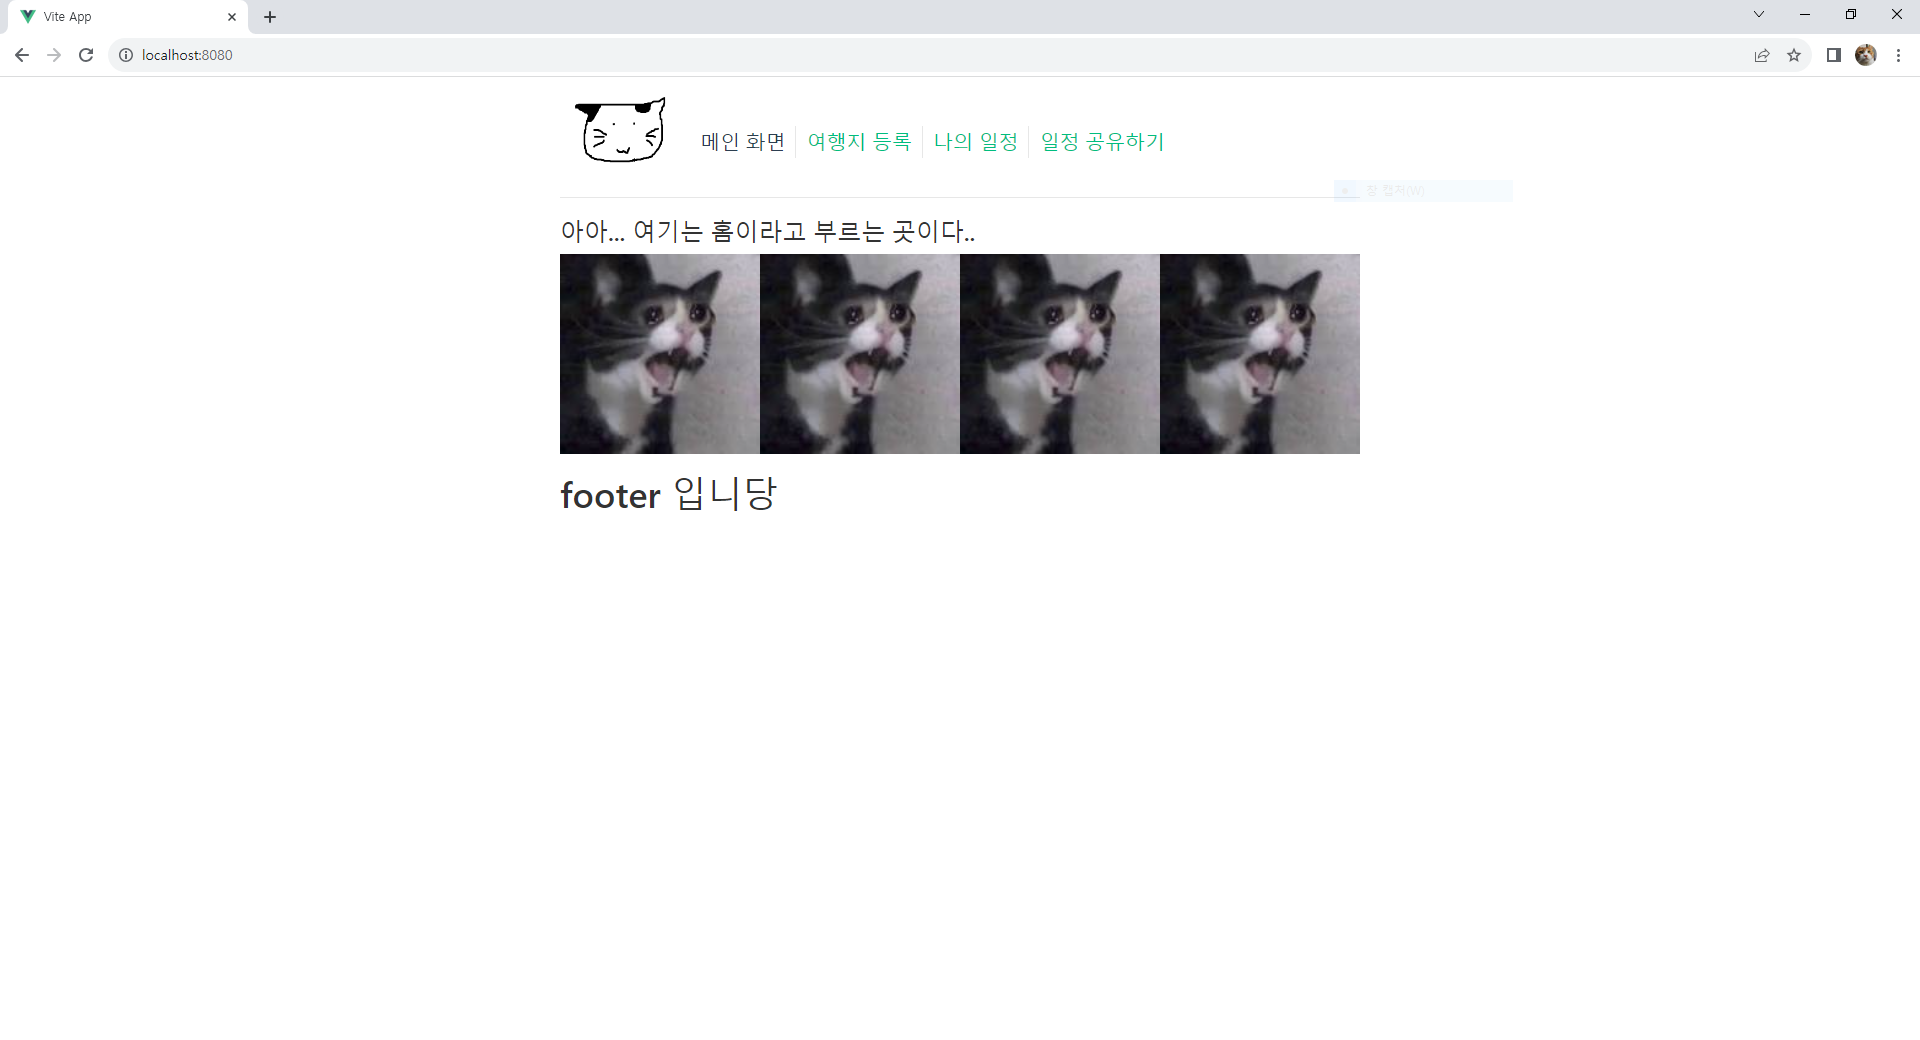 Vite App
localhost:8080
메인 화면 여행지 등록 나의 일정 일정 공유하기
창 캡처(W)
아아... 여기는 홈이라고 부르는 곳이다..
footer 입니당